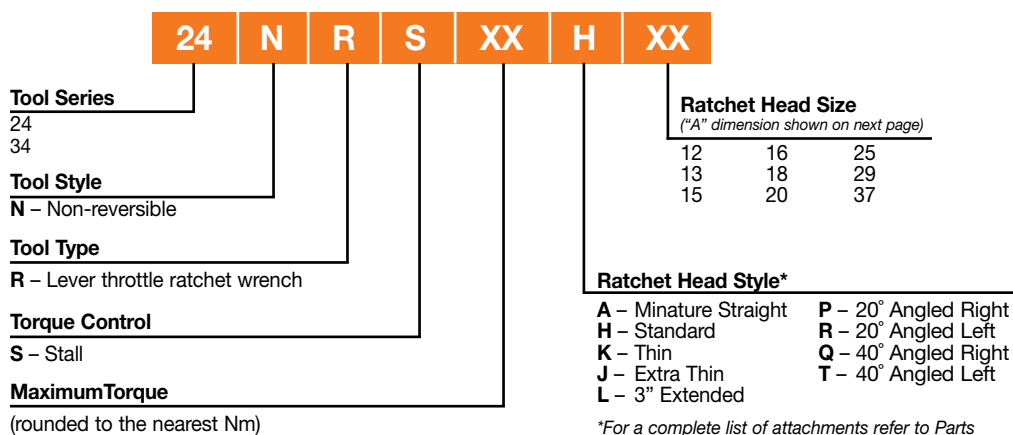 24 N R S XX H XX
Tool Series
24
34
Tool Style
N – Non-reversible
Tool Type
R – Lever throttle ratchet wrench
Torque Control
S – Stall
MaximumTorque
(rounded to the nearest Nm)
Ratchet Head Size
("A" dimension shown on next page)
12 16 25
13 18 29
15 20 37
Ratchet Head Style*
A – Minature Straight P – 20˚ Angled Right
H – Standard R – 20˚ Angled Left
K – Thin Q – 40˚ Angled Right
J – Extra Thin T – 40˚ Angled Left
L – 3” Extended
*For a complete list of attachments refer to Parts